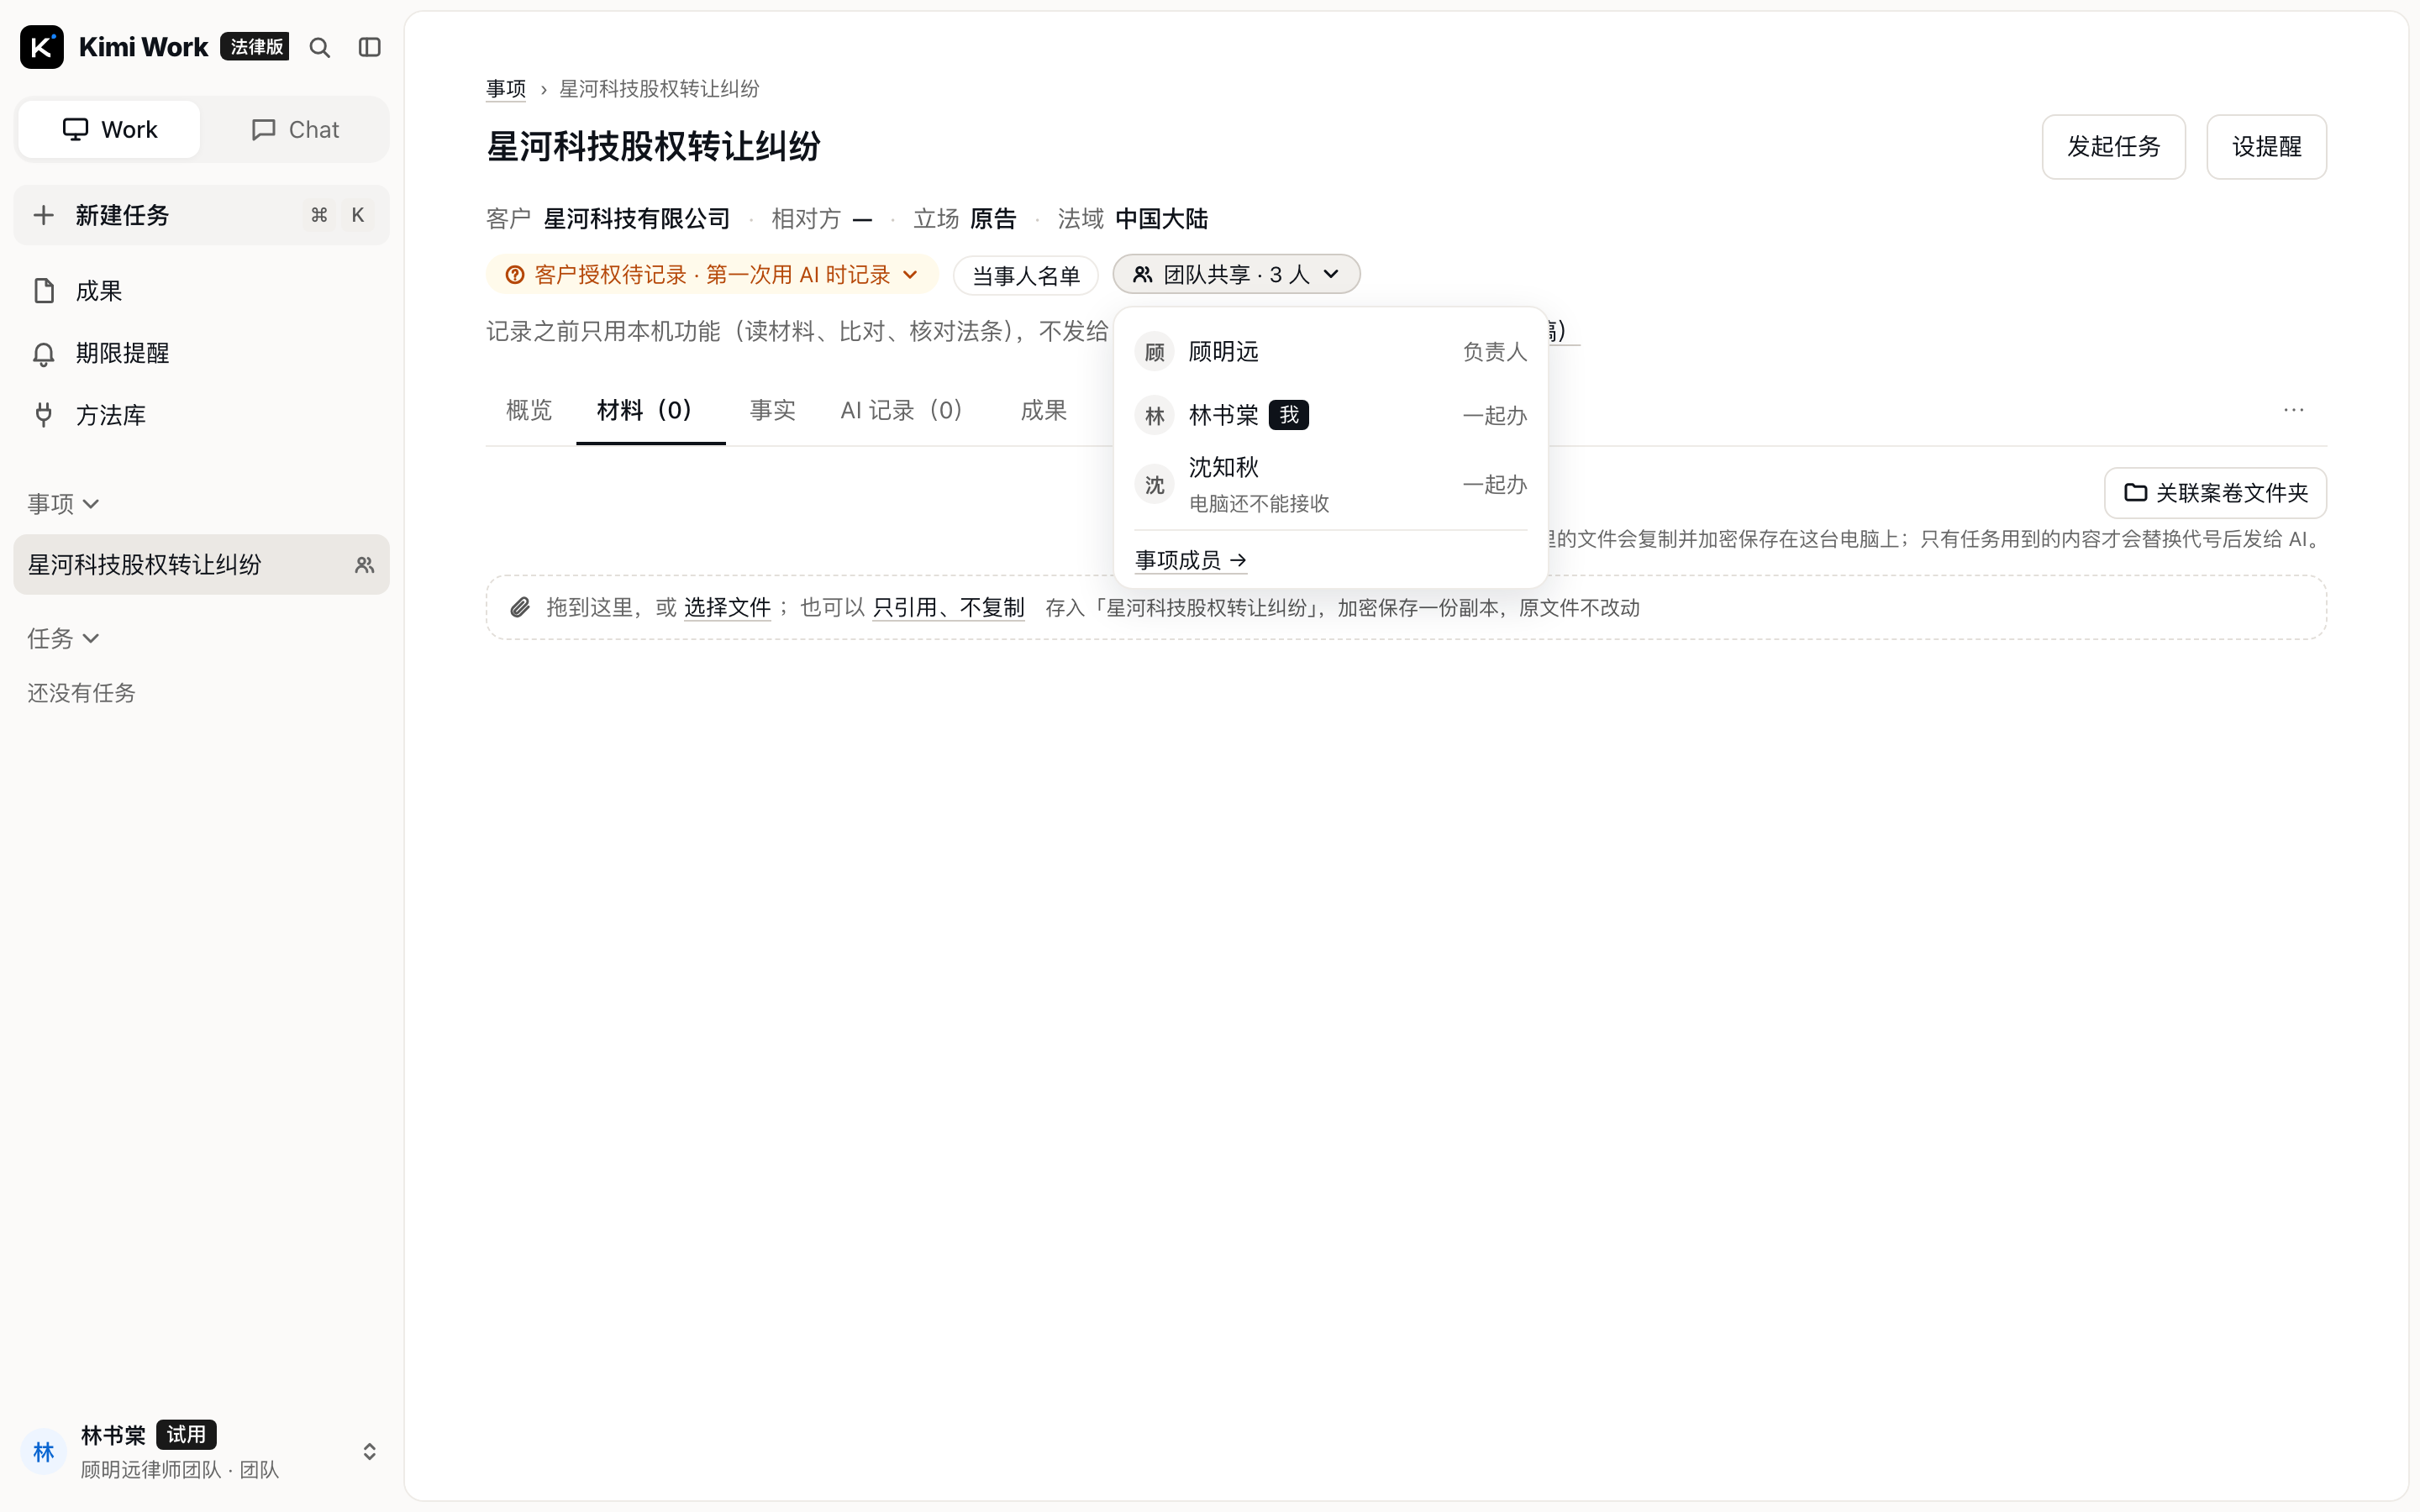 Kimi Work 法律版
Work
Chat
新建任务 ⌘ K
成果
期限提醒
方法库
事项
星河科技股权转让纠纷
任务
还没有任务
林书棠 试用
顾明远律师团队 · 团队
事项 › 星河科技股权转让纠纷
星河科技股权转让纠纷
发起任务
设提醒
客户 星河科技有限公司 · 相对方 — · 立场 原告 · 法域 中国大陆
客户授权待记录 · 第一次用 AI 时记录
当事人名单
团队共享 · 3 人
记录之前只用本机功能（读材料、比对、核对法条），不发给
概览
材料（0）
事实
AI 记录（0）
成果
···
顾 顾明远 负责人
林 林书棠 我 一起办
沈 沈知秋 一起办
电脑还不能接收
事项成员 →
关联案卷文件夹
的文件会复制并加密保存在这台电脑上；只有任务用到的内容才会替换代号后发给 AI。
拖到这里，或 选择文件 ；也可以 只引用、不复制 存入「星河科技股权转让纠纷」，加密保存一份副本，原文件不改动